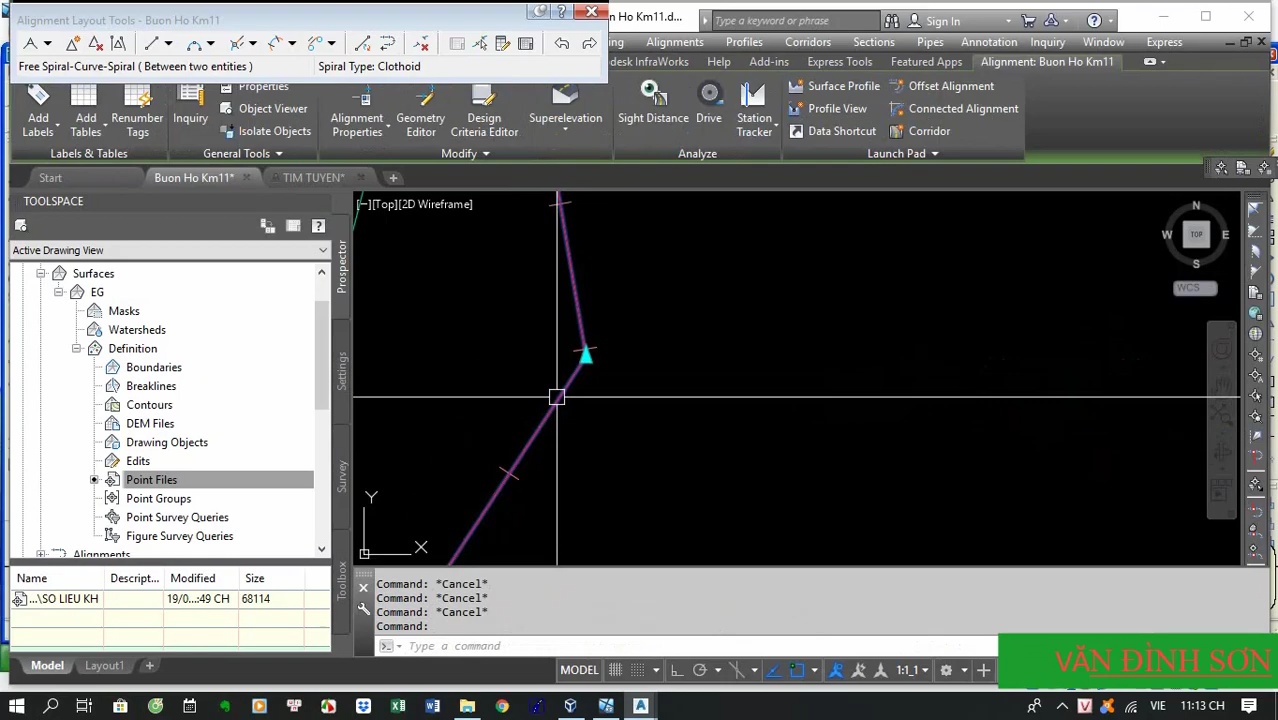 Alignment Layout Tools - Buon Ho Km11
Ho Km11.d...
Type a keyword or phrase
Sign In
Alignments
Profiles
Corridors
Sections
Pipes
Annotation
Inquiry
Window
Express
Free Spiral-Curve-Spiral ( Between two entities )
Spiral Type: Clothoid
desk InfraWorks
Help
Add-ins
Express Tools
Featured Apps
Alignment: Buon Ho Km11
Add
Labels
Add
Tables
Renumber
Tags
Inquiry
Properties
Object Viewer
Isolate Objects
Alignment
Properties
Geometry
Editor
Design
Criteria Editor
Superelevation
Sight Distance
Drive
Station
Tracker
Surface Profile
Profile View
Data Shortcut
Offset Alignment
Connected Alignment
Corridor
Labels & Tables
General Tools
Modify
Analyze
Launch Pad
Start
Buon Ho Km11*
TIM TUYEN*
TOOLSPACE
Active Drawing View
Surfaces
EG
Masks
Watersheds
Definition
Boundaries
Breaklines
Contours
DEM Files
Drawing Objects
Edits
Point Files
Point Groups
Point Survey Queries
Figure Survey Queries
Alignments
Name
Descript...
Modified
Size
...\SO LIEU KH
19/0...:49 CH
68114
Prospector
Settings
Survey
Toolbox
[−][Top][2D Wireframe]
N
W
TOP
E
S
WCS
Y
X
Command: *Cancel*
Command: *Cancel*
Command: *Cancel*
Command:
Type a command
Model
Layout1
MODEL
1:1
VĂN ĐÌNH SƠN
VIE
11:13 CH